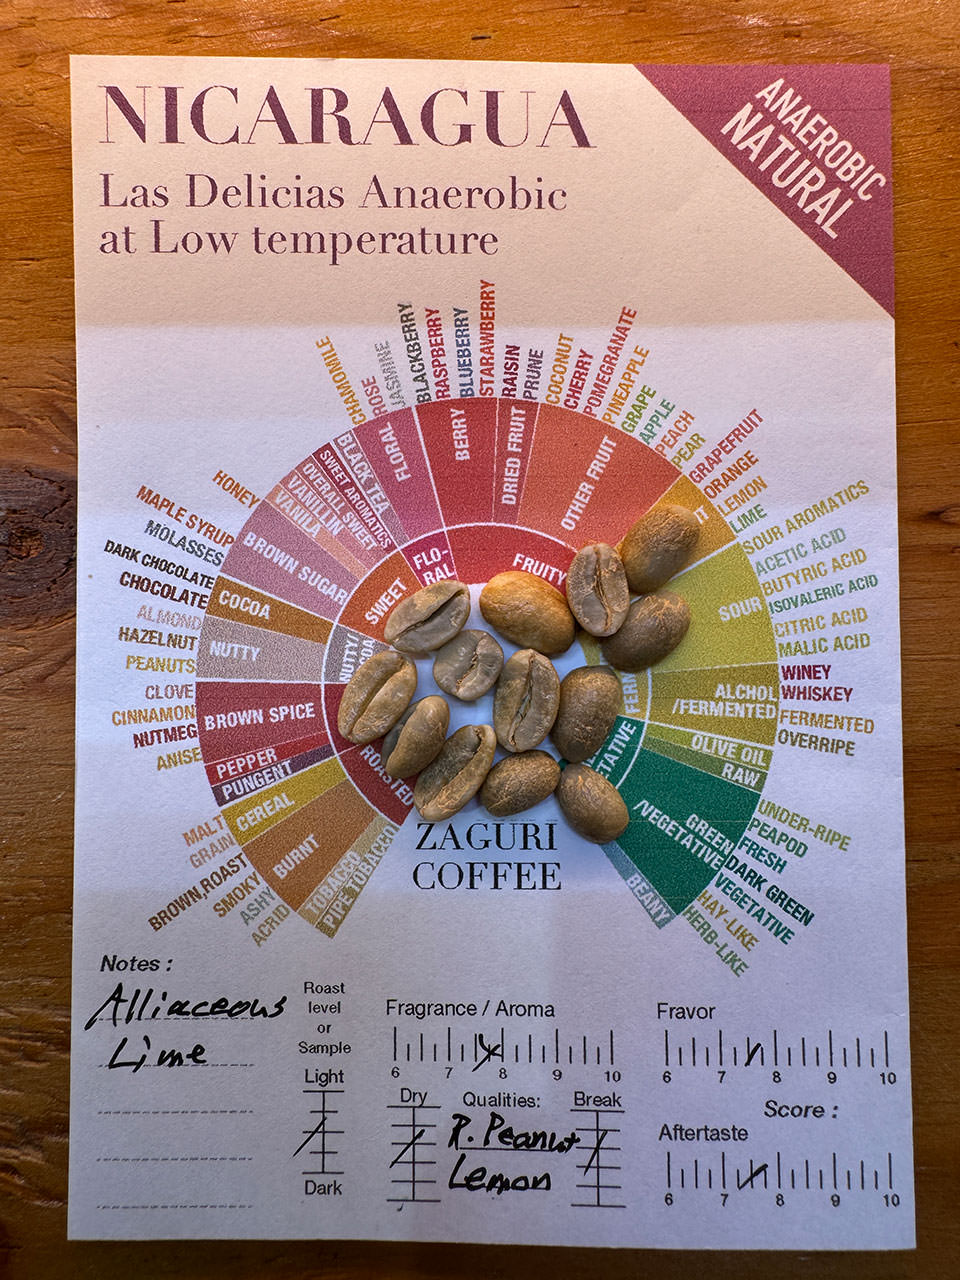 NICARAGUA
ANAEROBIC
NATURAL
Las Delicias Anaerobic
at Low temperature
CHAMOMILE
ROSE
JASMINE
BLACKBERRY
RASPBERRY
BLUEBERRY
STARAWBERRY
RAISIN
PRUNE
COCONUT
CHERRY
POMEGRANATE
PINEAPPLE
GRAPE
APPLE
PEACH
PEAR
GRAPEFRUIT
ORANGE
LEMON
LIME
SOUR AROMATICS
ACETIC ACID
BUTYRIC ACID
ISOVALERIC ACID
CITRIC ACID
MALIC ACID
WINEY
WHISKEY
FERMENTED
OVERRIPE
UNDER-RIPE
PEAPOD
FRESH
DARK GREEN
VEGETATIVE
HAY-LIKE
HERB-LIKE
HONEY
MAPLE SYRUP
MOLASSES
DARK CHOCOLATE
CHOCOLATE
ALMOND
HAZELNUT
PEANUTS
CLOVE
CINNAMON
NUTMEG
ANISE
MALT
GRAIN
BROWN,ROAST
SMOKY
ASHY
ACRID
FLORAL
BLACK TEA
SWEET AROMATICS
OVERALL SWEET
VANILLIN
VANILA
BROWN SUGAR
COCOA
NUTTY
BROWN SPICE
PEPPER
PUNGENT
CEREAL
BURNT
TOBACCO
PIPE TOBACCO
BERRY
DRIED FRUIT
OTHER FRUIT
IT
SOUR
ALCHOL
/FERMENTED
OLIVE OIL
RAW
GREEN
/VEGETATIVE
BEANY
FLO-
RAL
FRUITY
SWEET
NUTTY/
COA
ROASTED
FERM
ETATIVE
ZAGURI
COFFEE
Notes :
Alliaceous
Lime
Roast
level
or
Sample
Light
Dark
Fragrance / Aroma
6 7 8 9 10
Dry
Qualities:
Break
R. Peanut
Lemon
Fravor
6 7 8 9 10
Score :
Aftertaste
6 7 8 9 10